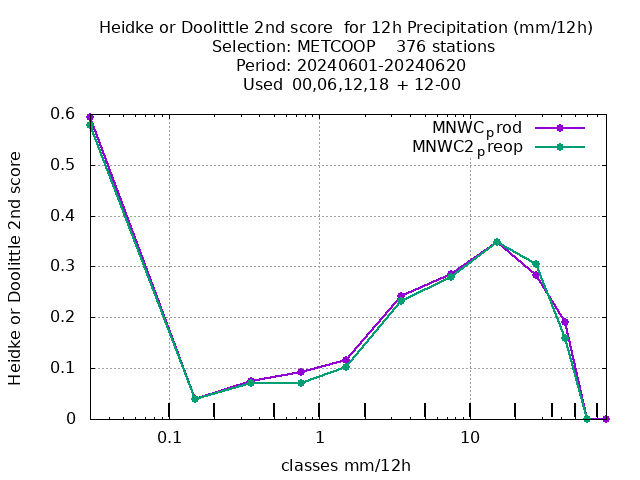 Heidke or Doolittle 2nd score  for 12h Precipitation (mm/12h)
Selection: METCOOP    376 stations
Period: 20240601-20240620
Used  00,06,12,18  + 12-00
MNWCprod
MNWC2_preop
Heidke or Doolittle 2nd score
0.6
0.5
0.4
0.3
0.2
0.1
0
0.1
1
10
classes mm/12h